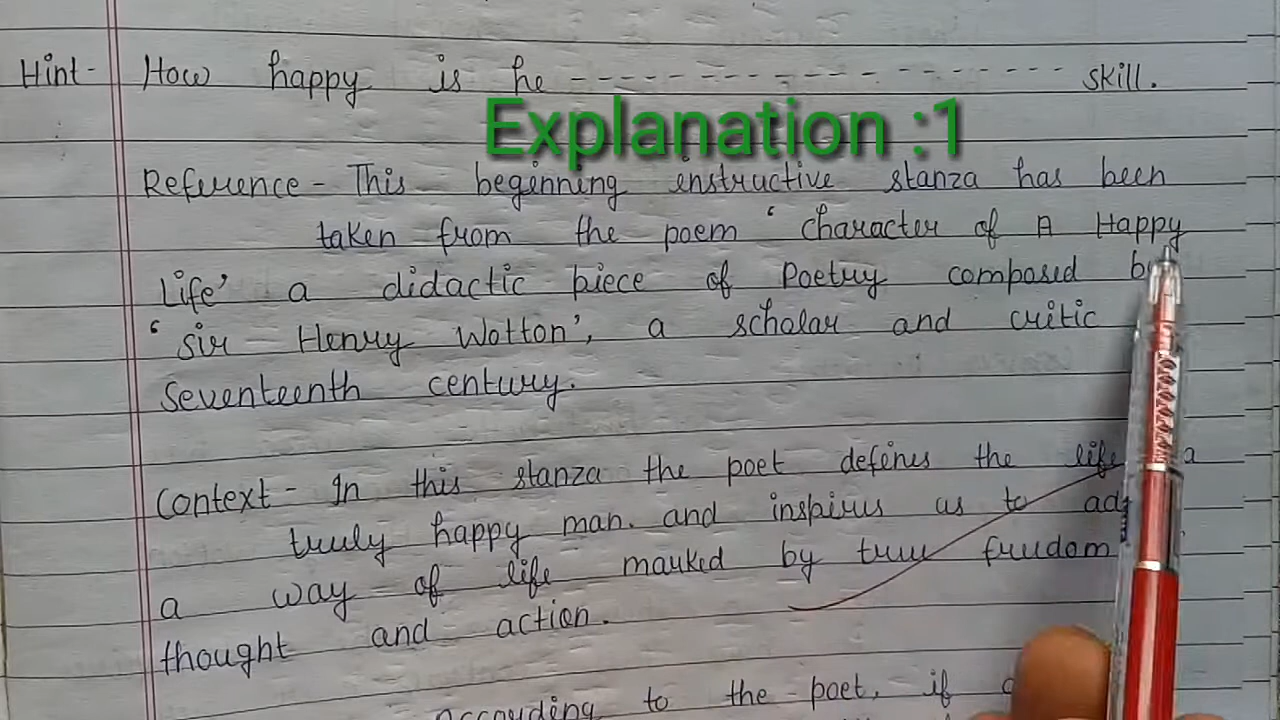 Hint - How happy is he - - - - - - - - - - - - - - - - - - - skill.
Explanation :1
Reference - This beginning instructive stanza has been
taken from the poem ' character of A Happy
Life' a didactic piece of Poetry composed
' Sir Henry Wotton', a scholar and critic
Seventeenth century.
Context - In this stanza the poet defines the life a
truly happy man. and inspires as to
a way of life marked by true freedom
thought and action.
According to the poet, if